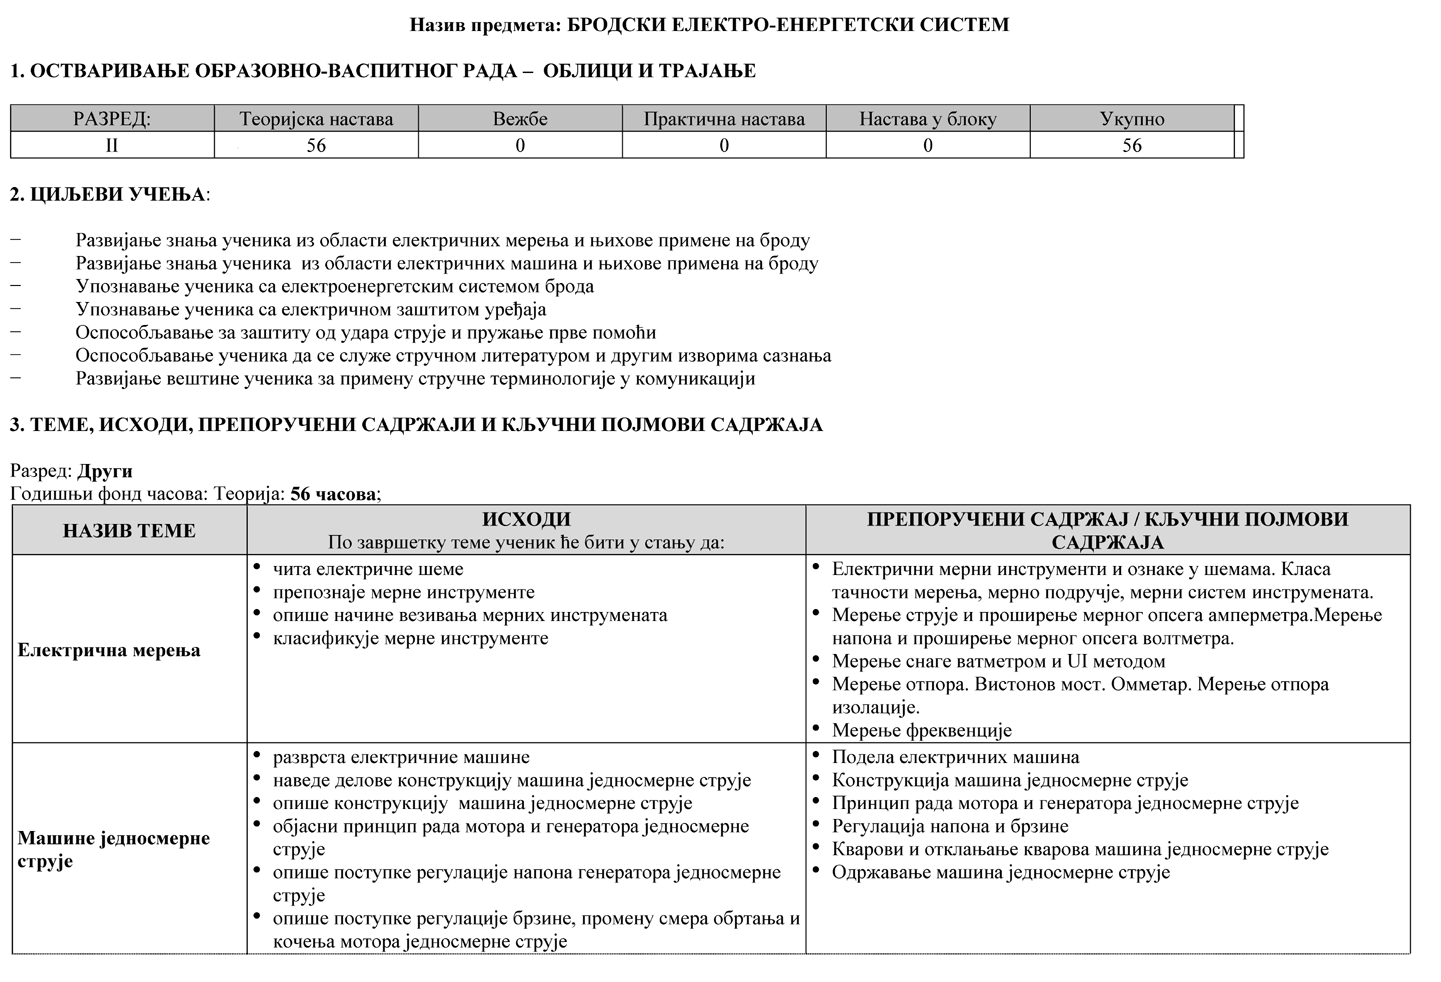 Назив предмета: БРОДСКИ ЕЛЕКТРО-ЕНЕРГЕТСКИ СИСТЕМ
1. ОСТВАРИВАЊЕ ОБРАЗОВНО-ВАСПИТНОГ РАДА – ОБЛИЦИ И ТРАЈАЊЕ
РАЗРЕД: Теоријска настава Вежбе Практична настава Настава у блоку Укупно
II 56 0 0 0 56
2. ЦИЉЕВИ УЧЕЊА:
– Развијање знања ученика из области електричних мерења и њихове примене на броду
– Развијање знања ученика из области електричних машина и њихове примена на броду
– Упознавање ученика са електроенергетским системом брода
– Упознавање ученика са електричном заштитом уређаја
– Оспособљавање за заштиту од удара струје и пружање прве помоћи
– Оспособљавање ученика да се служе стручном литературом и другим изворима сазнања
– Развијање вештине ученика за примену стручне терминологије у комуникацији
3. ТЕМЕ, ИСХОДИ, ПРЕПОРУЧЕНИ САДРЖАЈИ И КЉУЧНИ ПОЈМОВИ САДРЖАЈА
Разред: Други
Годишњи фонд часова: Теорија: 56 часова;
НАЗИВ ТЕМЕ
ИСХОДИ
По завршетку теме ученик ће бити у стању да:
ПРЕПОРУЧЕНИ САДРЖАЈ / КЉУЧНИ ПОЈМОВИ
САДРЖАЈА
Електрична мерења
• чита електричне шеме
• препознаје мерне инструменте
• опише начине везивања мерних инструмената
• класификује мерне инструменте
• Електрични мерни инструменти и ознаке у шемама. Класа
тачности мерења, мерно подручје, мерни систем инструмената.
• Мерење струје и проширење мерног опсега амперметра.Мерење
напона и проширење мерног опсега волтметра.
• Мерење снаге ватметром и UI методом
• Мерење отпора. Вистонов мост. Омметар. Мерење отпора
изолације.
• Мерење фреквенције
Машине једносмерне
струје
• разврста електричние машине
• наведе делове конструкцију машина једносмерне струје
• опише конструкцију машина једносмерне струје
• објасни принцип рада мотора и генератора једносмерне
струје
• опише поступке регулације напона генератора једносмерне
струје
• опише поступке регулације брзине, промену смера обртања и
кочења мотора једносмерне струје
• Подела електричних машина
• Конструкција машина једносмерне струје
• Принцип рада мотора и генератора једносмерне струје
• Регулација напона и брзине
• Кварови и отклањање кварова машина једносмерне струје
• Одржавање машина једносмерне струје